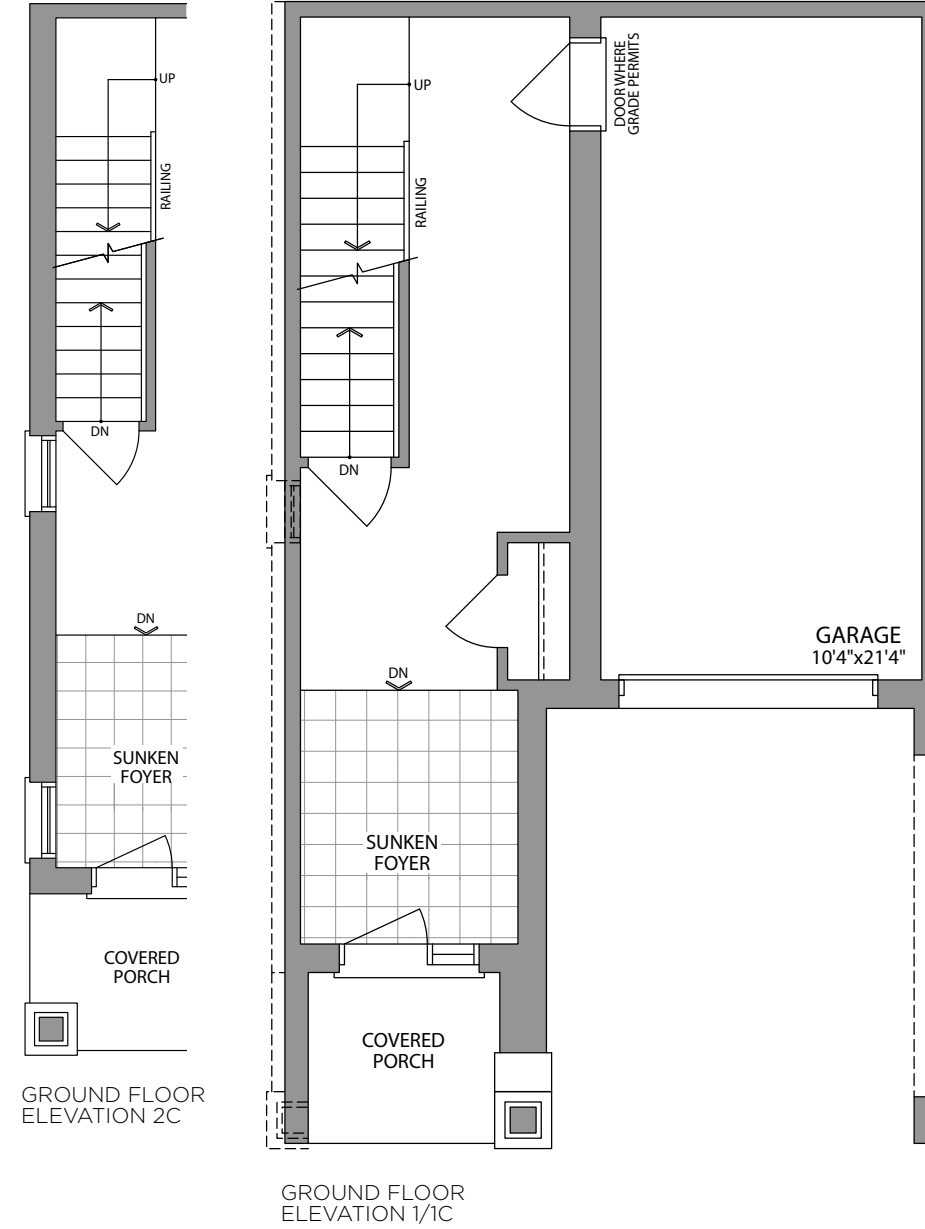 UP
RAILING
DN
DN
SUNKEN
FOYER
COVERED
PORCH
GROUND FLOOR
ELEVATION 2C
UP
RAILING
DN
DOOR WHERE
GRADE PERMITS
DN
GARAGE
10'4"x21'4"
SUNKEN
FOYER
COVERED
PORCH
GROUND FLOOR
ELEVATION 1/1C